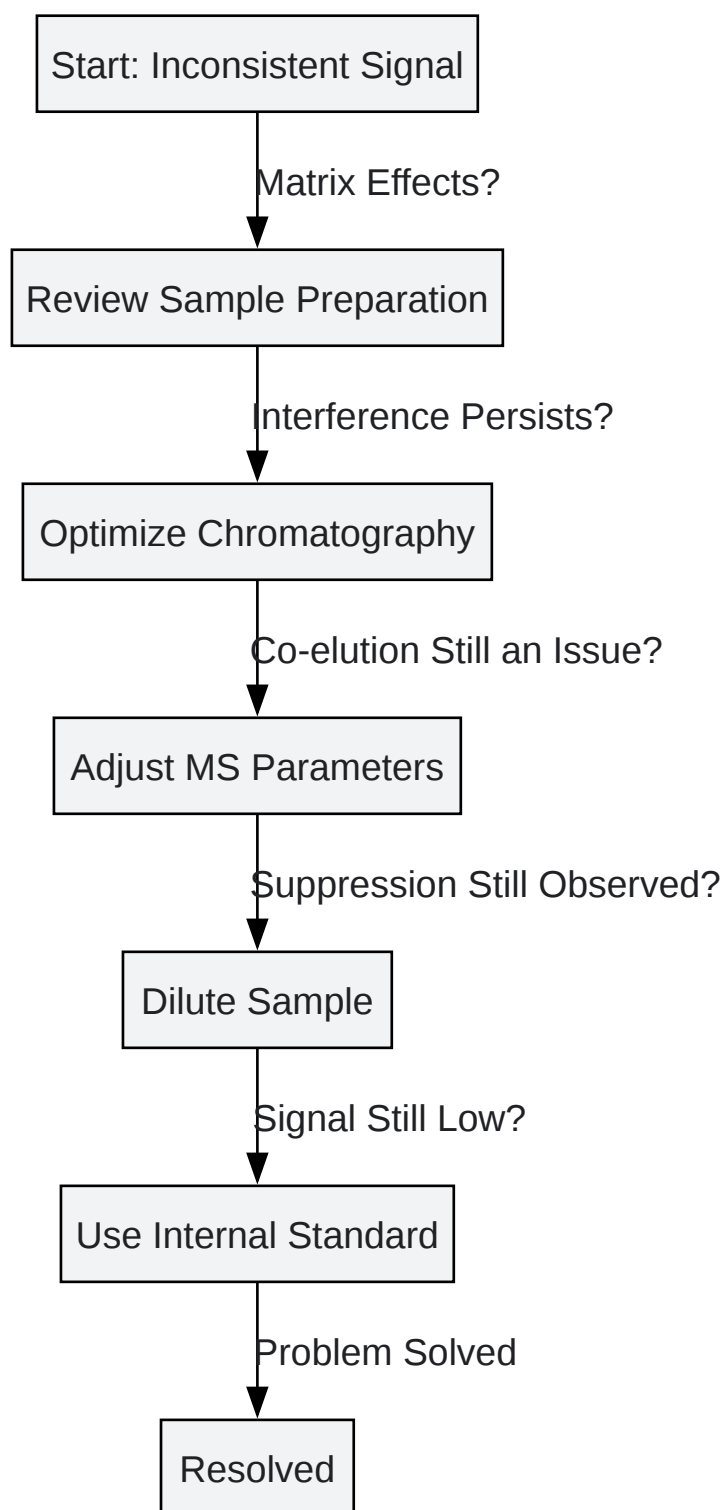 Start: Inconsistent Signal
Matrix Effects?
Review Sample Preparation
Interference Persists?
Optimize Chromatography
Co-elution Still an Issue?
Adjust MS Parameters
Suppression Still Observed?
Dilute Sample
Signal Still Low?
Use Internal Standard
Problem Solved
Resolved